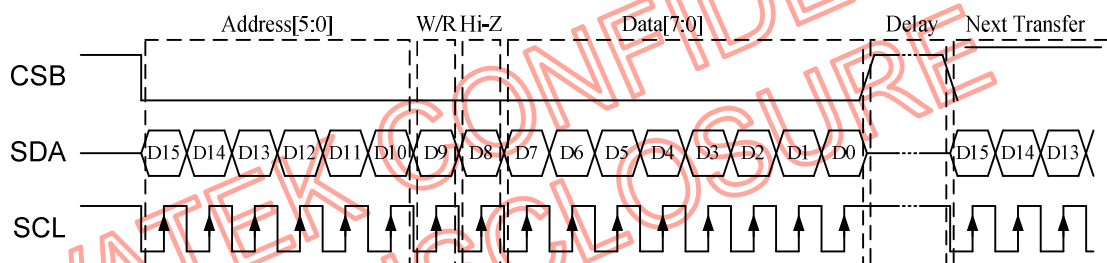 Address[5:0] W/R Hi-Z Data[7:0] Delay Next Transfer
CSB
SDA D15 D14 D13 D12 D11 D10 D9 D8 D7 D6 D5 D4 D3 D2 D1 D0 D15 D14 D13
SCL